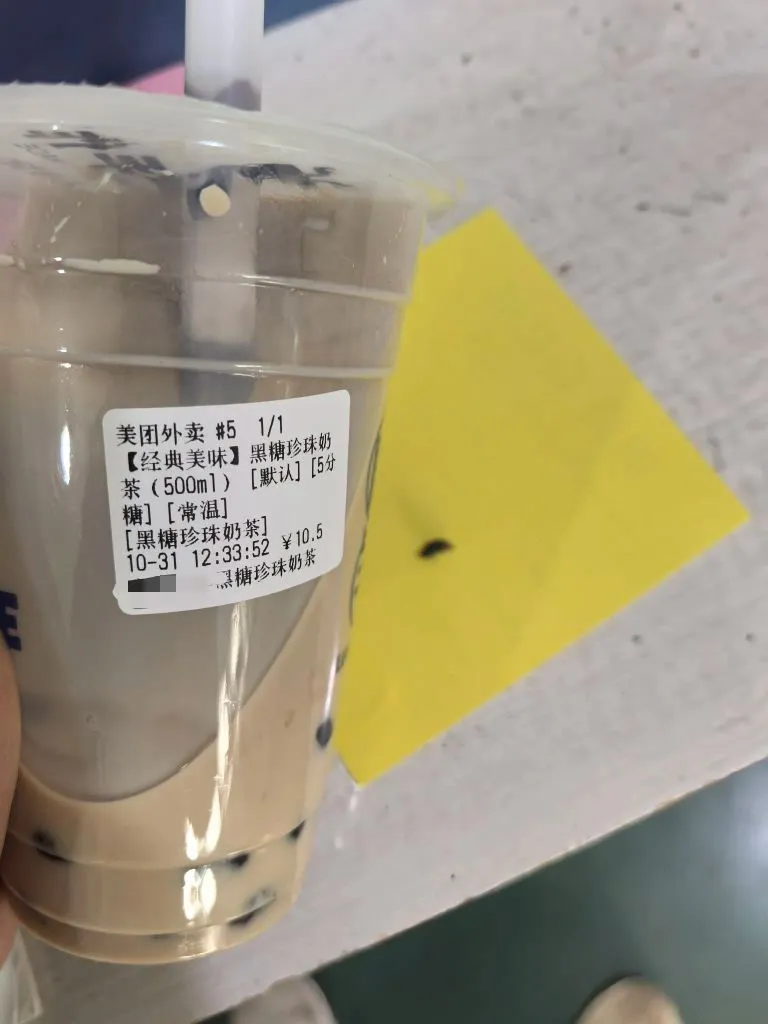 美团外卖 #5 1/1
【经典美味】黑糖珍珠奶
茶（500ml） [默认] [5分
糖] [常温]
[黑糖珍珠奶茶]
10-31 12:33:52 ￥10.5
黑糖珍珠奶茶